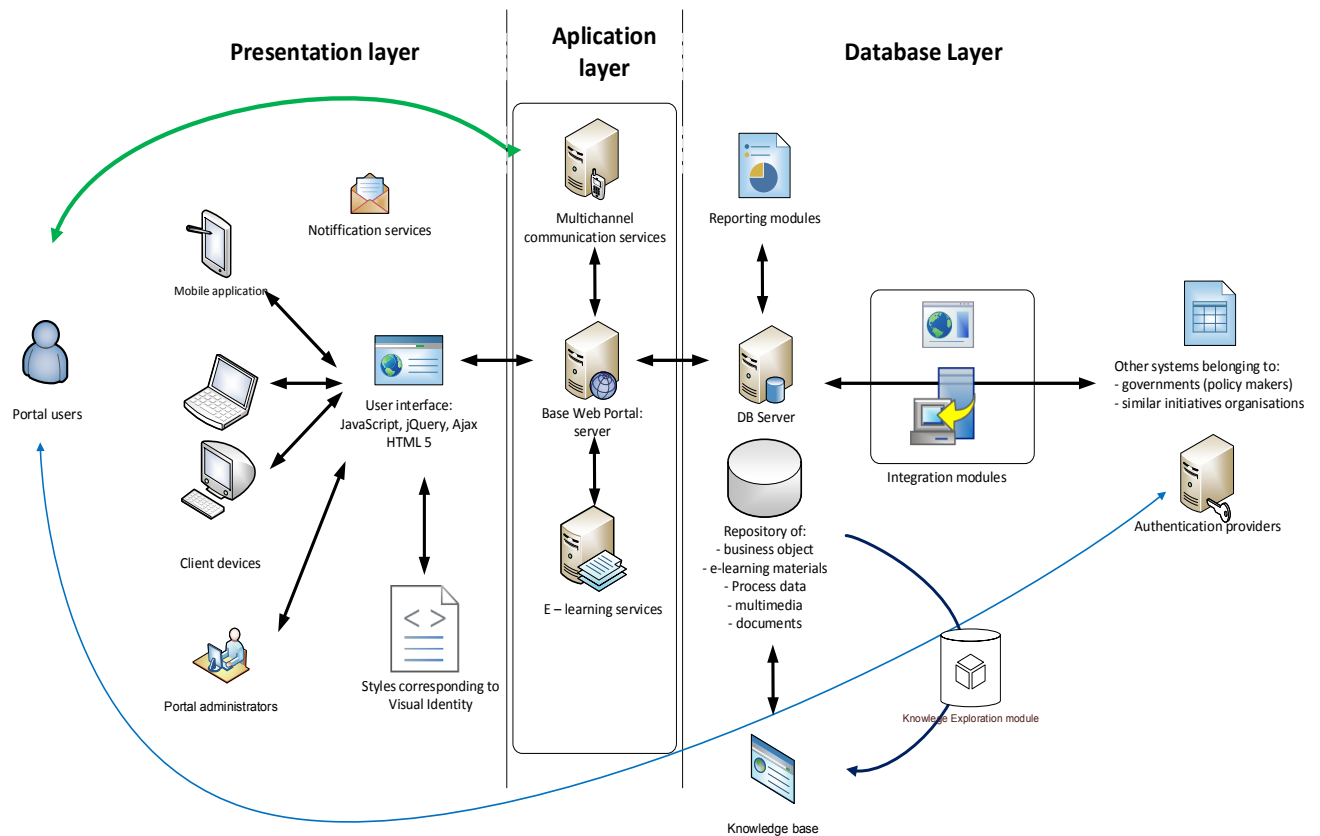 Presentation layer
Aplication
layer
Database Layer
Notiffication services
Multichannel
communication services
Reporting modules
Mobile application
Portal users
User interface:
JavaScript, jQuery, Ajax
HTML 5
Base Web Portal:
server
DB Server
Integration modules
Other systems belonging to:
- governments (policy makers)
- similar initiatives organisations
Authentication providers
Client devices
E – learning services
Repository of:
- business object
- e-learning materials
- Process data
- multimedia
- documents
Portal administrators
Styles corresponding to
Visual Identity
Knowlege Exploration module
Knowledge base